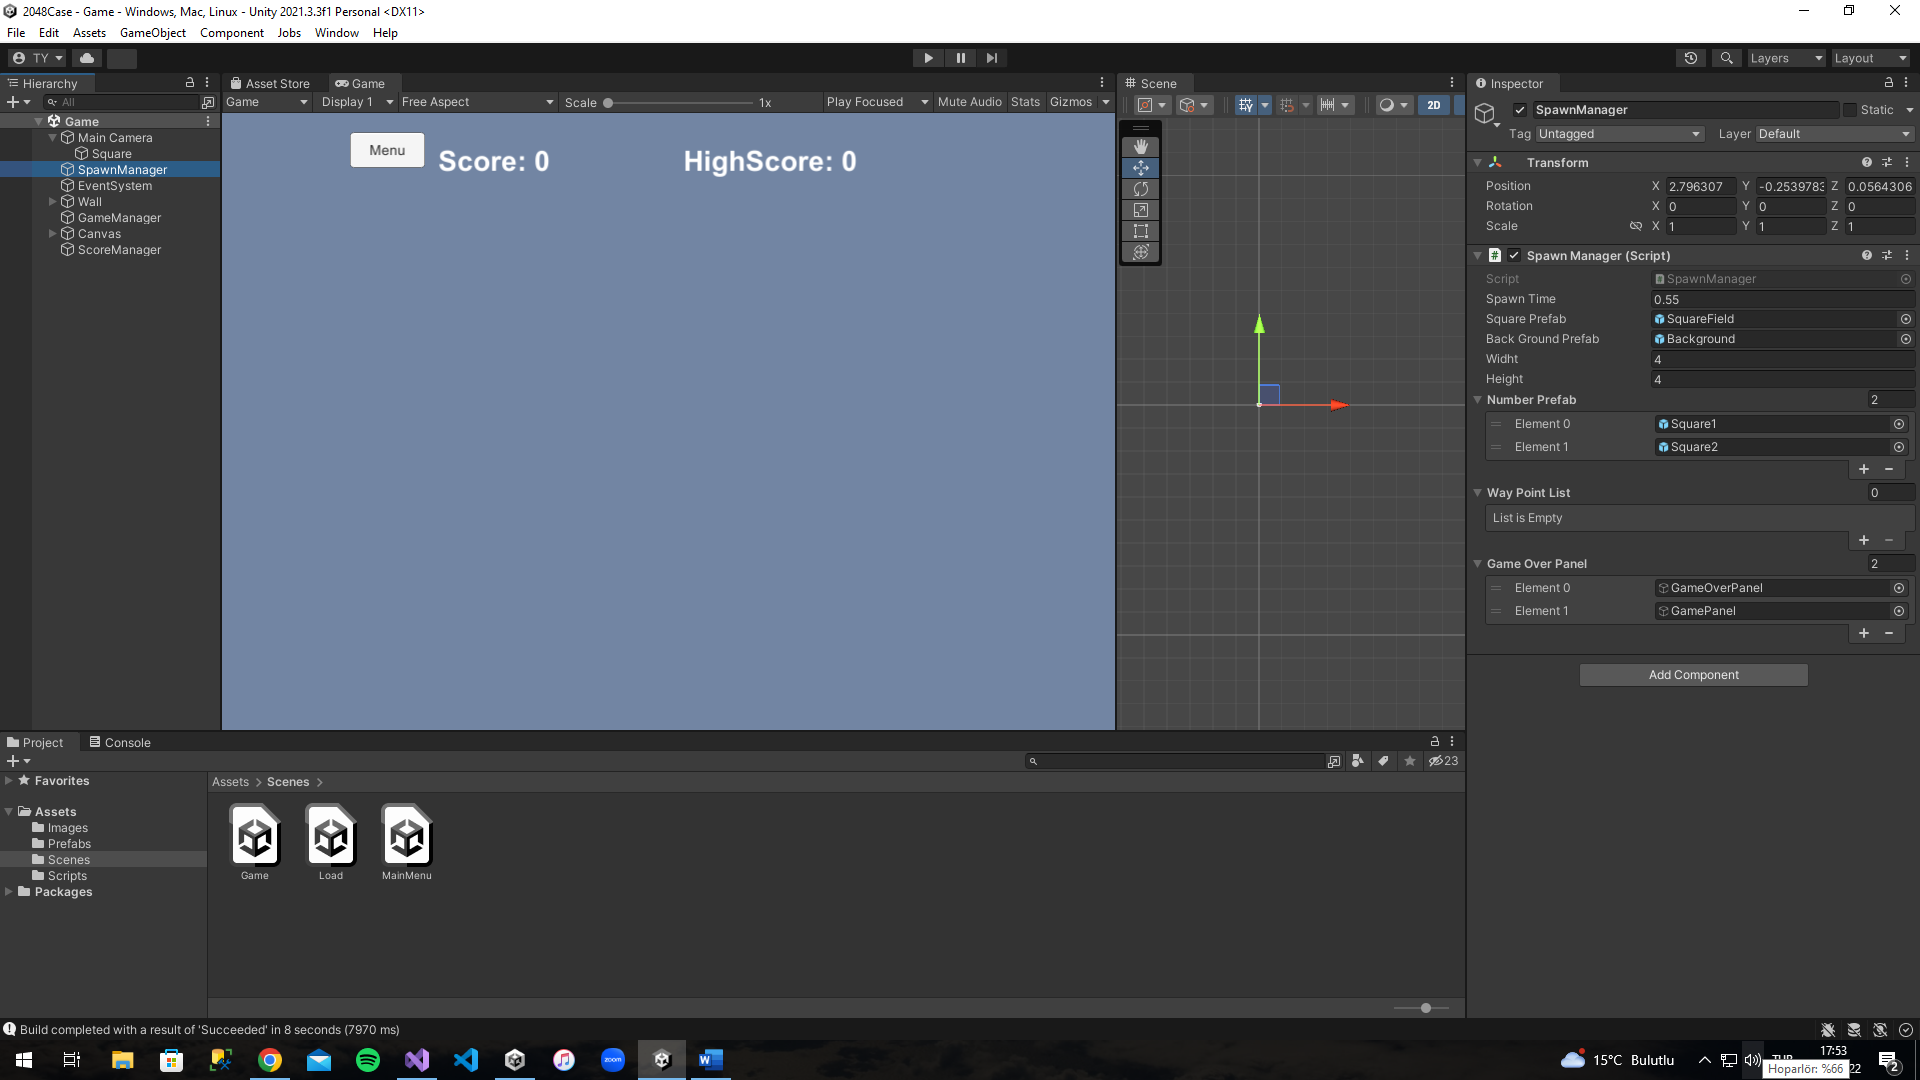 2048Case - Game - Windows, Mac, Linux - Unity 2021.3.3f1 Personal <DX11>
File Edit Assets GameObject Component Jobs Window Help
TY
Layers Layout
Hierarchy
All
Game
Main Camera
Square
SpawnManager
EventSystem
Wall
GameManager
Canvas
ScoreManager
Asset Store Game
Game Display 1 Free Aspect Scale 1x Play Focused Mute Audio Stats Gizmos
Menu
Score: 0
HighScore: 0
Scene
2D
Inspector
SpawnManager Static
Tag Untagged Layer Default
Transform
Position X 2.796307 Y -0.2539783 Z 0.0564306
Rotation X 0 Y 0 Z 0
Scale X 1 Y 1 Z 1
Spawn Manager (Script)
Script SpawnManager
Spawn Time 0.55
Square Prefab SquareField
Back Ground Prefab Background
Widht 4
Height 4
Number Prefab 2
Element 0 Square1
Element 1 Square2
Way Point List 0
List is Empty
Game Over Panel 2
Element 0 GameOverPanel
Element 1 GamePanel
Add Component
Project Console
23
Favorites
Assets
Images
Prefabs
Scenes
Scripts
Packages
Assets > Scenes >
Game Load MainMenu
Build completed with a result of 'Succeeded' in 8 seconds (7970 ms)
zoom
15°C Bulutlu
17:53
22
Hoparlör: %66
2